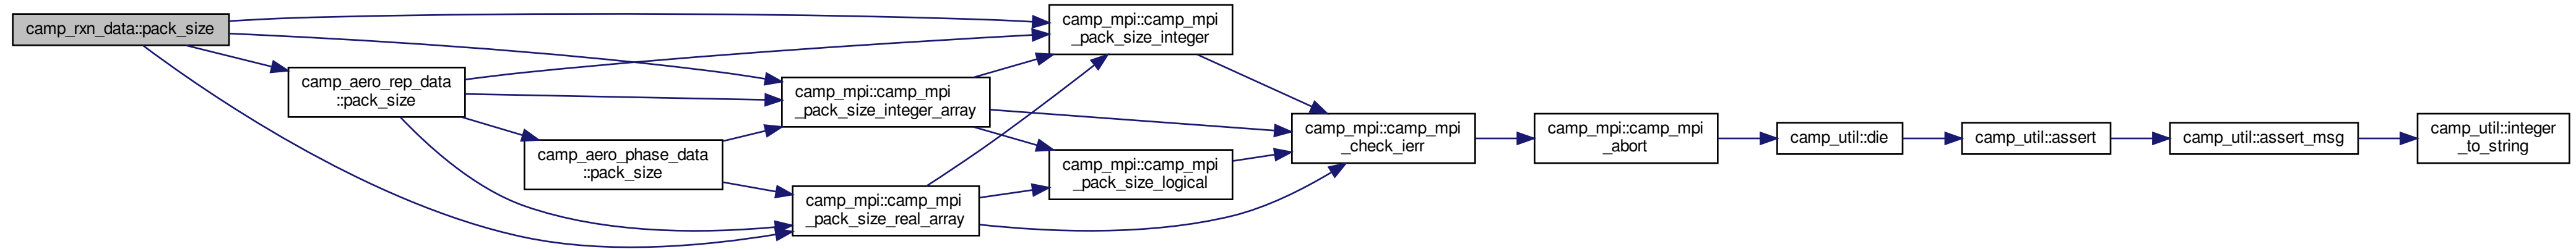 camp_rxn_data::pack_size
camp_aero_rep_data
::pack_size
camp_aero_phase_data
::pack_size
camp_mpi::camp_mpi
_pack_size_integer_array
camp_mpi::camp_mpi
_pack_size_real_array
camp_mpi::camp_mpi
_pack_size_integer
camp_mpi::camp_mpi
_pack_size_logical
camp_mpi::camp_mpi
_check_ierr
camp_mpi::camp_mpi
_abort
camp_util::die
camp_util::assert
camp_util::assert_msg
camp_util::integer
_to_string